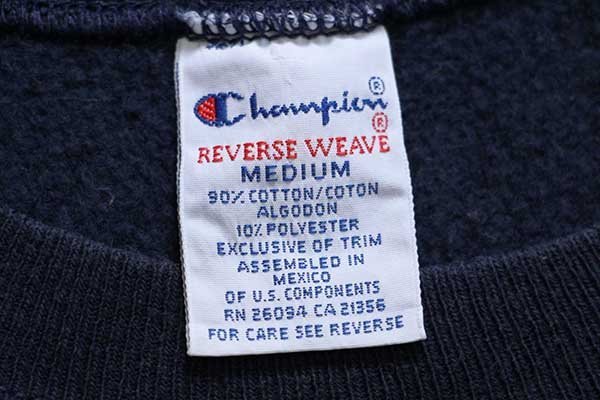 Champion®
REVERSE WEAVE®
MEDIUM
90% COTTON/COTON
ALGODON
10% POLYESTER
EXCLUSIVE OF TRIM
ASSEMBLED IN
MEXICO
OF U.S. COMPONENTS
RN 26094 CA 21356
FOR CARE SEE REVERSE